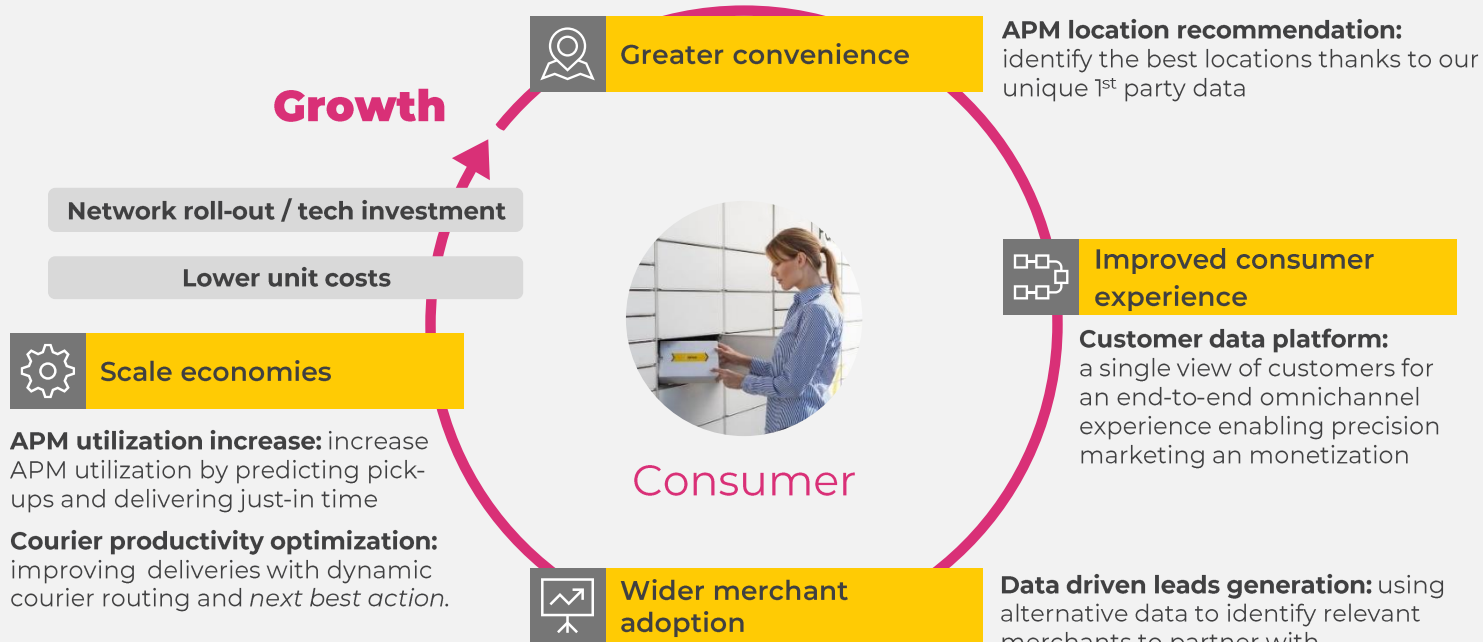 Greater convenience
APM location recommendation:
identify the best locations thanks to our
unique 1st party data
Growth
Network roll-out / tech investment
Lower unit costs
Improved consumer
experience
Customer data platform:
a single view of customers for
an end-to-end omnichannel
experience enabling precision
marketing an monetization
Scale economies
APM utilization increase: increase
APM utilization by predicting pick-
ups and delivering just-in time
Courier productivity optimization:
improving deliveries with dynamic
courier routing and next best action.
Consumer
Wider merchant
adoption
Data driven leads generation: using
alternative data to identify relevant
merchants to partner with